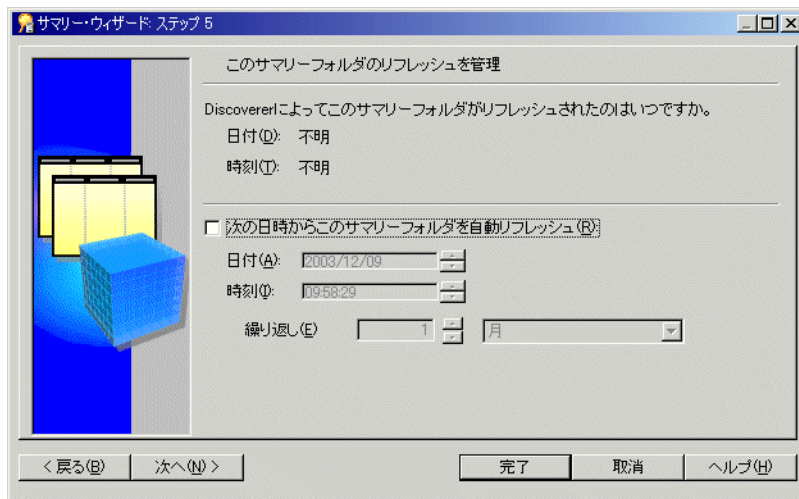 サマリー・ウィザード: ステップ 5
このサマリーフォルダのリフレッシュを管理
Discovererによってこのサマリーフォルダがリフレッシュされたのはいつですか。
日付(D): 不明
時刻(T): 不明
次の日時からこのサマリーフォルダを自動リフレッシュ(R):
日付(A): 2003/12/09
時刻(I): 09:58:29
繰り返し(E) 1 月
< 戻る(B) 次へ(N) > 完了 取消 ヘルプ(H)